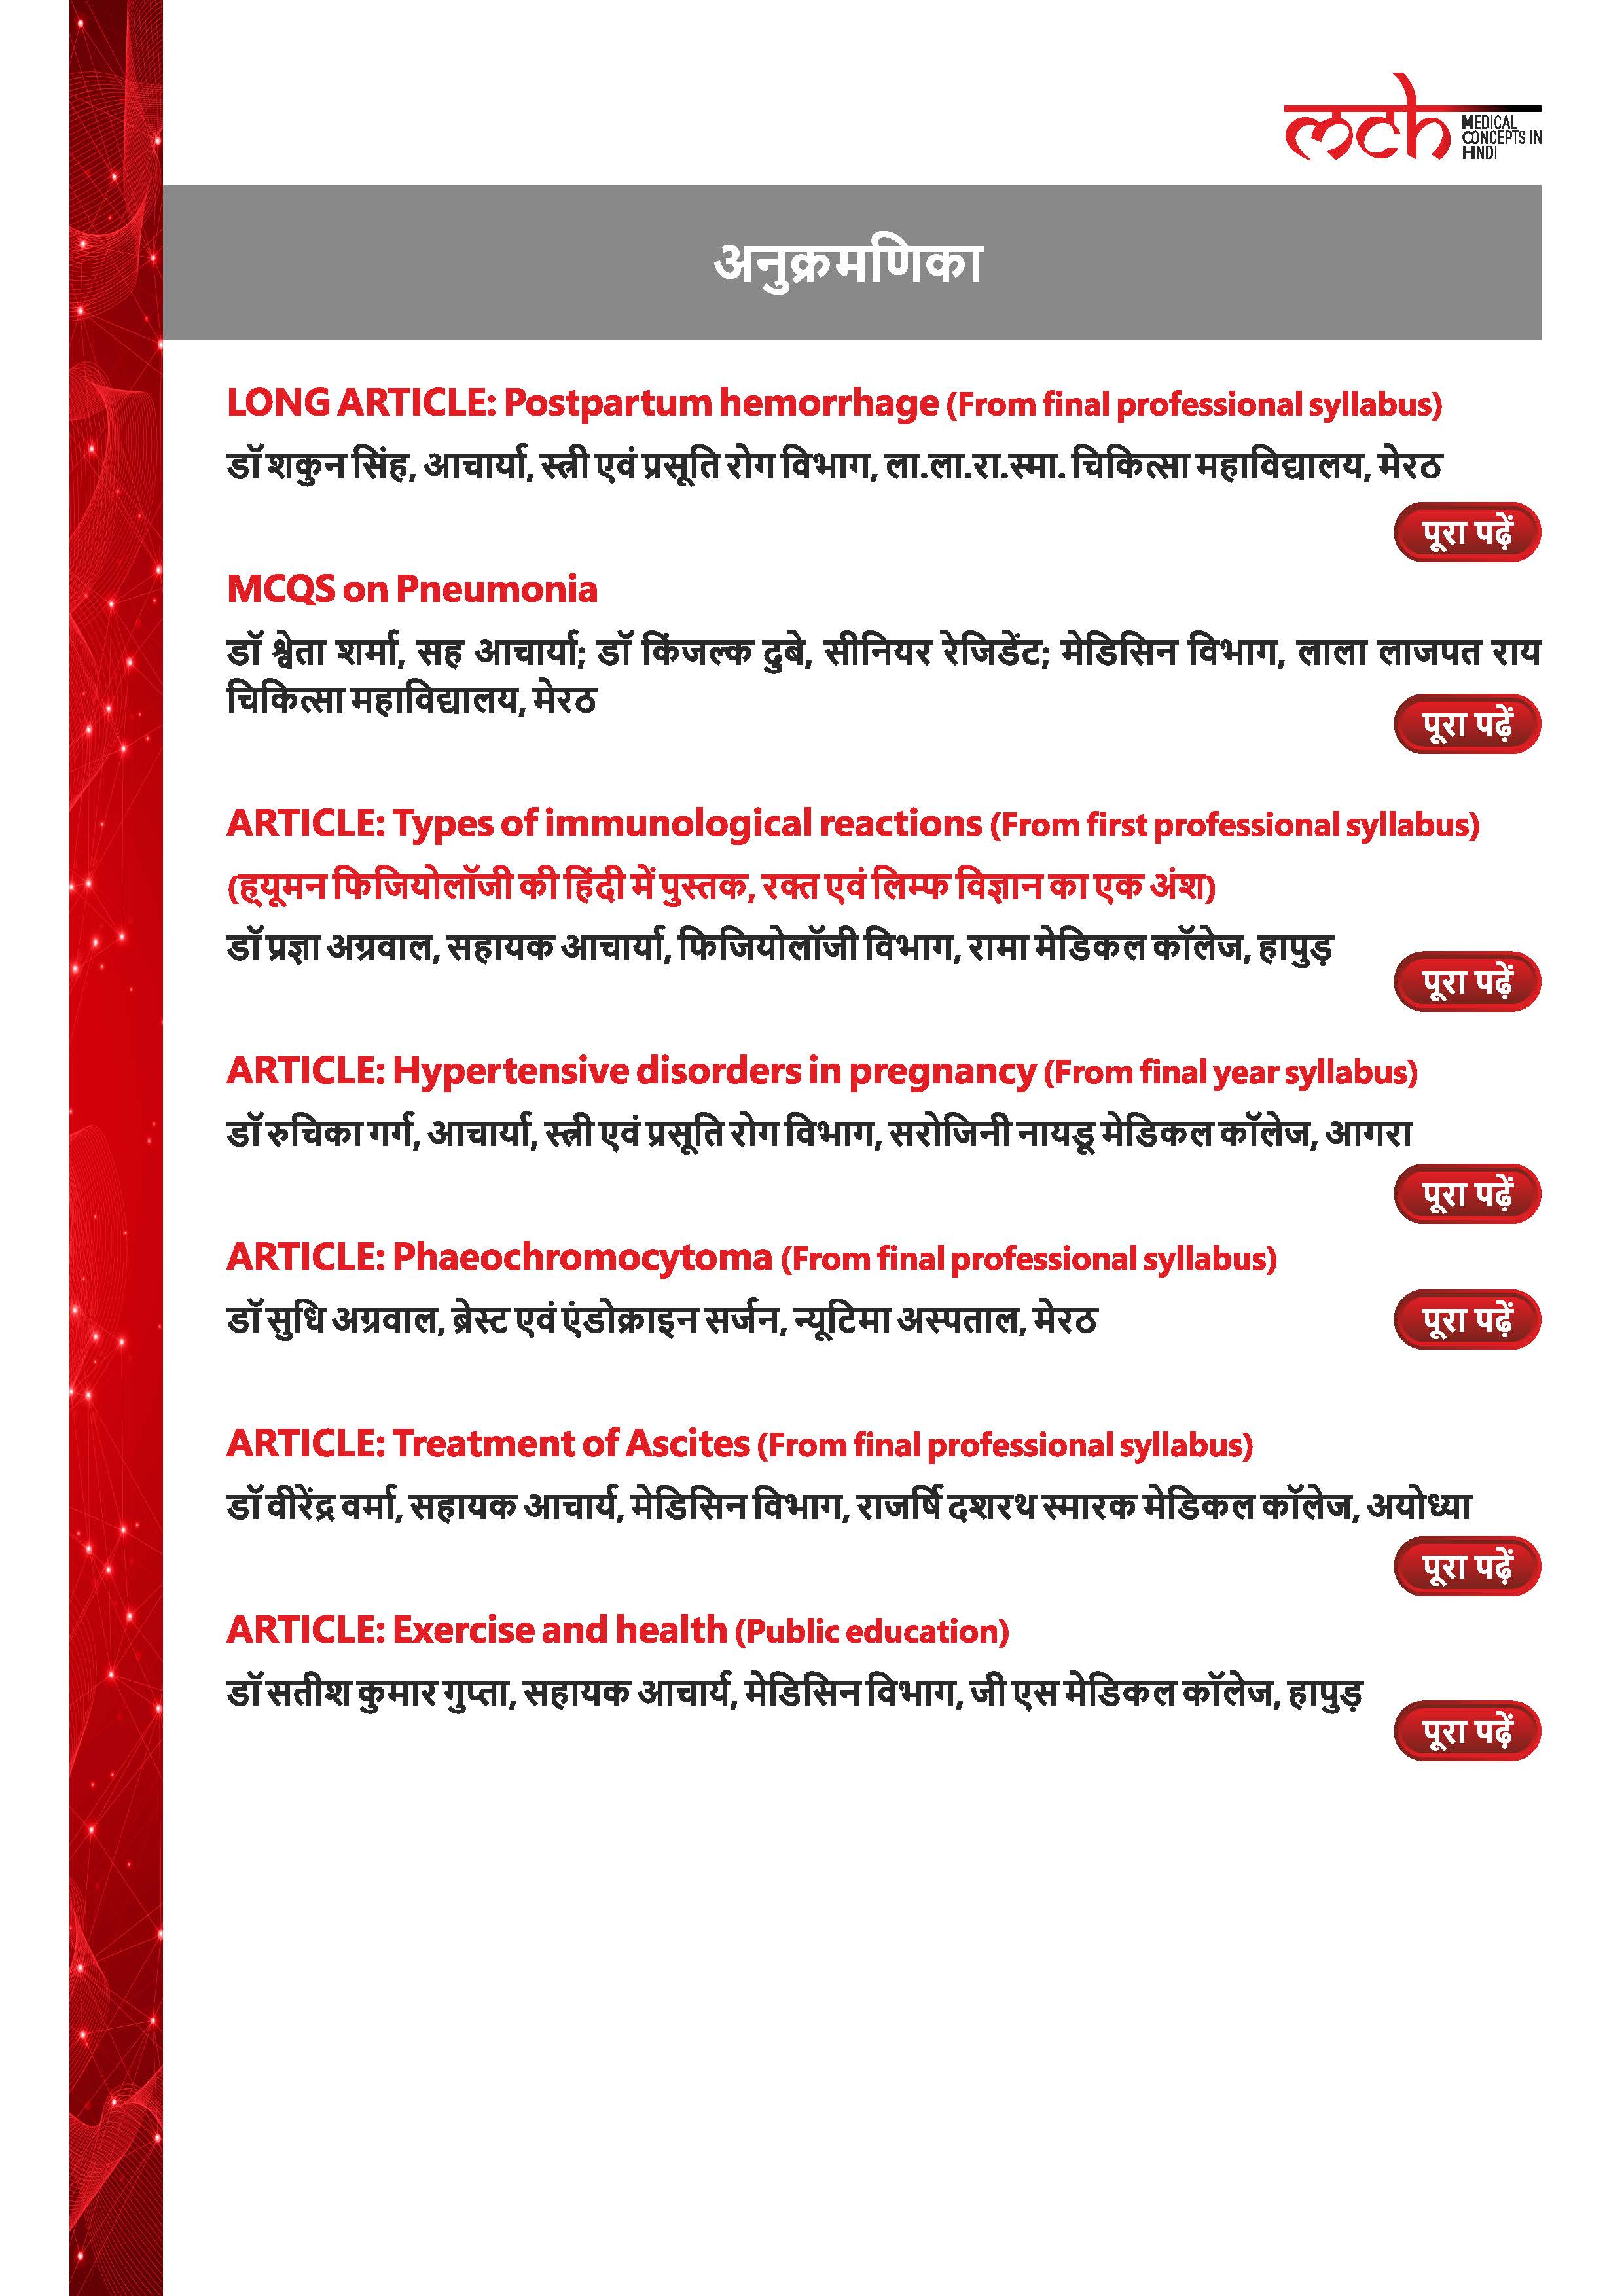 mch MEDICAL
CONCEPTS IN
HINDI
अनुक्रमणिका
LONG ARTICLE: Postpartum hemorrhage (From final professional syllabus)
डॉ शकुन सिंह, आचार्या, स्त्री एवं प्रसूति रोग विभाग, ला.ला.रा.स्मा. चिकित्सा महाविद्यालय, मेरठ
पूरा पढ़ें
MCQS on Pneumonia
डॉ श्वेता शर्मा, सह आचार्या; डॉ किंजल्क दुबे, सीनियर रेजिडेंट; मेडिसिन विभाग, लाला लाजपत राय
चिकित्सा महाविद्यालय, मेरठ
पूरा पढ़ें
ARTICLE: Types of immunological reactions (From first professional syllabus)
(ह्यूमन फिजियोलॉजी की हिंदी में पुस्तक, रक्त एवं लिम्फ विज्ञान का एक अंश)
डॉ प्रज्ञा अग्रवाल, सहायक आचार्या, फिजियोलॉजी विभाग, रामा मेडिकल कॉलेज, हापुड़
पूरा पढ़ें
ARTICLE: Hypertensive disorders in pregnancy (From final year syllabus)
डॉ रुचिका गर्ग, आचार्या, स्त्री एवं प्रसूति रोग विभाग, सरोजिनी नायडू मेडिकल कॉलेज, आगरा
पूरा पढ़ें
ARTICLE: Phaeochromocytoma (From final professional syllabus)
डॉ सुधि अग्रवाल, ब्रेस्ट एवं एंडोक्राइन सर्जन, न्यूटिमा अस्पताल, मेरठ
पूरा पढ़ें
ARTICLE: Treatment of Ascites (From final professional syllabus)
डॉ वीरेंद्र वर्मा, सहायक आचार्य, मेडिसिन विभाग, राजर्षि दशरथ स्मारक मेडिकल कॉलेज, अयोध्या
पूरा पढ़ें
ARTICLE: Exercise and health (Public education)
डॉ सतीश कुमार गुप्ता, सहायक आचार्य, मेडिसिन विभाग, जी एस मेडिकल कॉलेज, हापुड़
पूरा पढ़ें